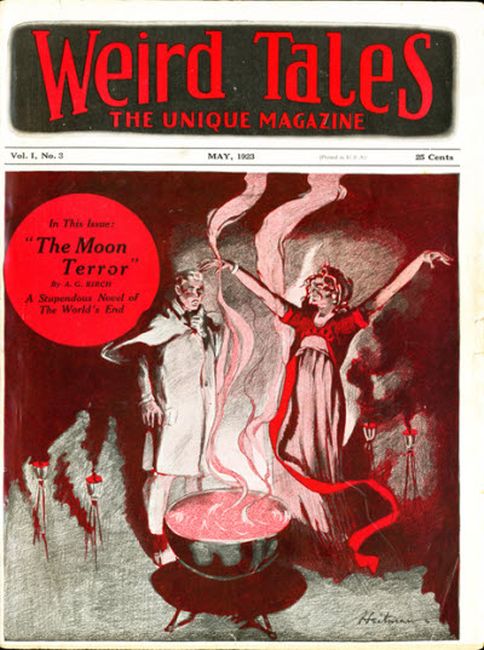 Weird Tales
THE UNIQUE MAGAZINE
Vol. I, No. 3 MAY, 1923 (Printed in U. S. A.) 25 Cents
In This Issue:
"The Moon
Terror"
By A. G. BIRCH
A Stupendous Novel of
The World's End
Heitman